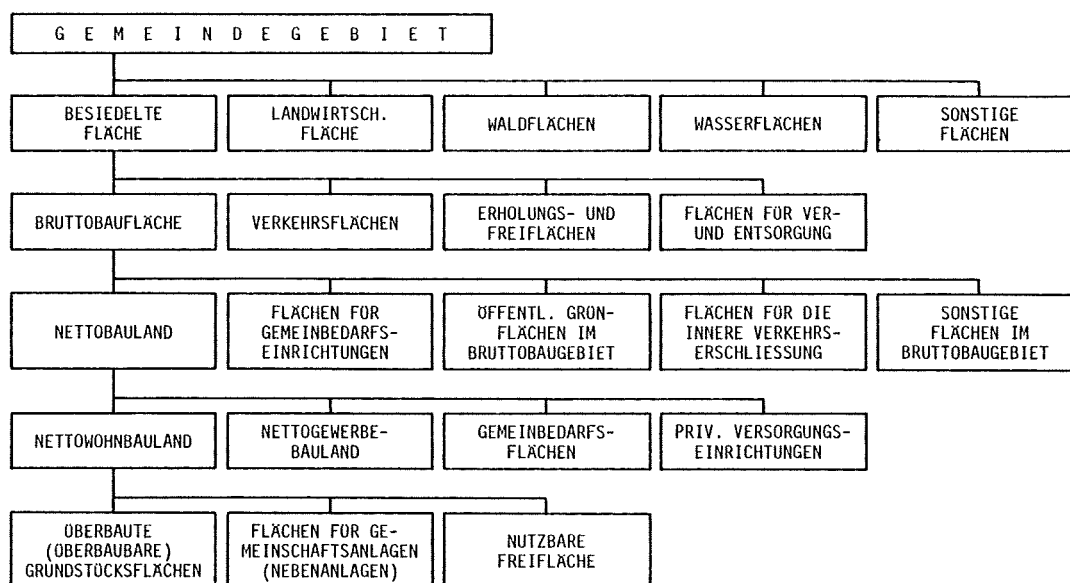 G E M E I N D E G E B I E T
BESIEDELTE
FLÄCHE
LANDWIRTSCH.
FLÄCHE
WALDFLÄCHEN
WASSERFLÄCHEN
SONSTIGE
FLÄCHEN
BRUTTOBAUFLÄCHE
VERKEHRSFLÄCHEN
ERHOLUNGS- UND
FREIFLÄCHEN
FLÄCHEN FÜR VER-
UND ENTSORGUNG
NETTOBAULAND
FLÄCHEN FÜR
GEMEINBEDARFS-
EINRICHTUNGEN
ÖFFENTL. GRÜN-
FLÄCHEN IM
BRUTTOBAUGEBIET
FLÄCHEN FÜR DIE
INNERE VERKEHRS-
ERSCHLIESSUNG
SONSTIGE
FLÄCHEN IM
BRUTTOBAUGEBIET
NETTOWOHNBAULAND
NETTOGEWERBE-
BAULAND
GEMEINBEDARFS-
FLÄCHEN
PRIV. VERSORGUNGS-
EINRICHTUNGEN
ÜBERBAUTE
(ÜBERBAUBARE)
GRUNDSTÜCKSFLÄCHEN
FLÄCHEN FÜR GE-
MEINSCHAFTSANLAGEN
(NEBENANLAGEN)
NUTZBARE
FREIFLÄCHE